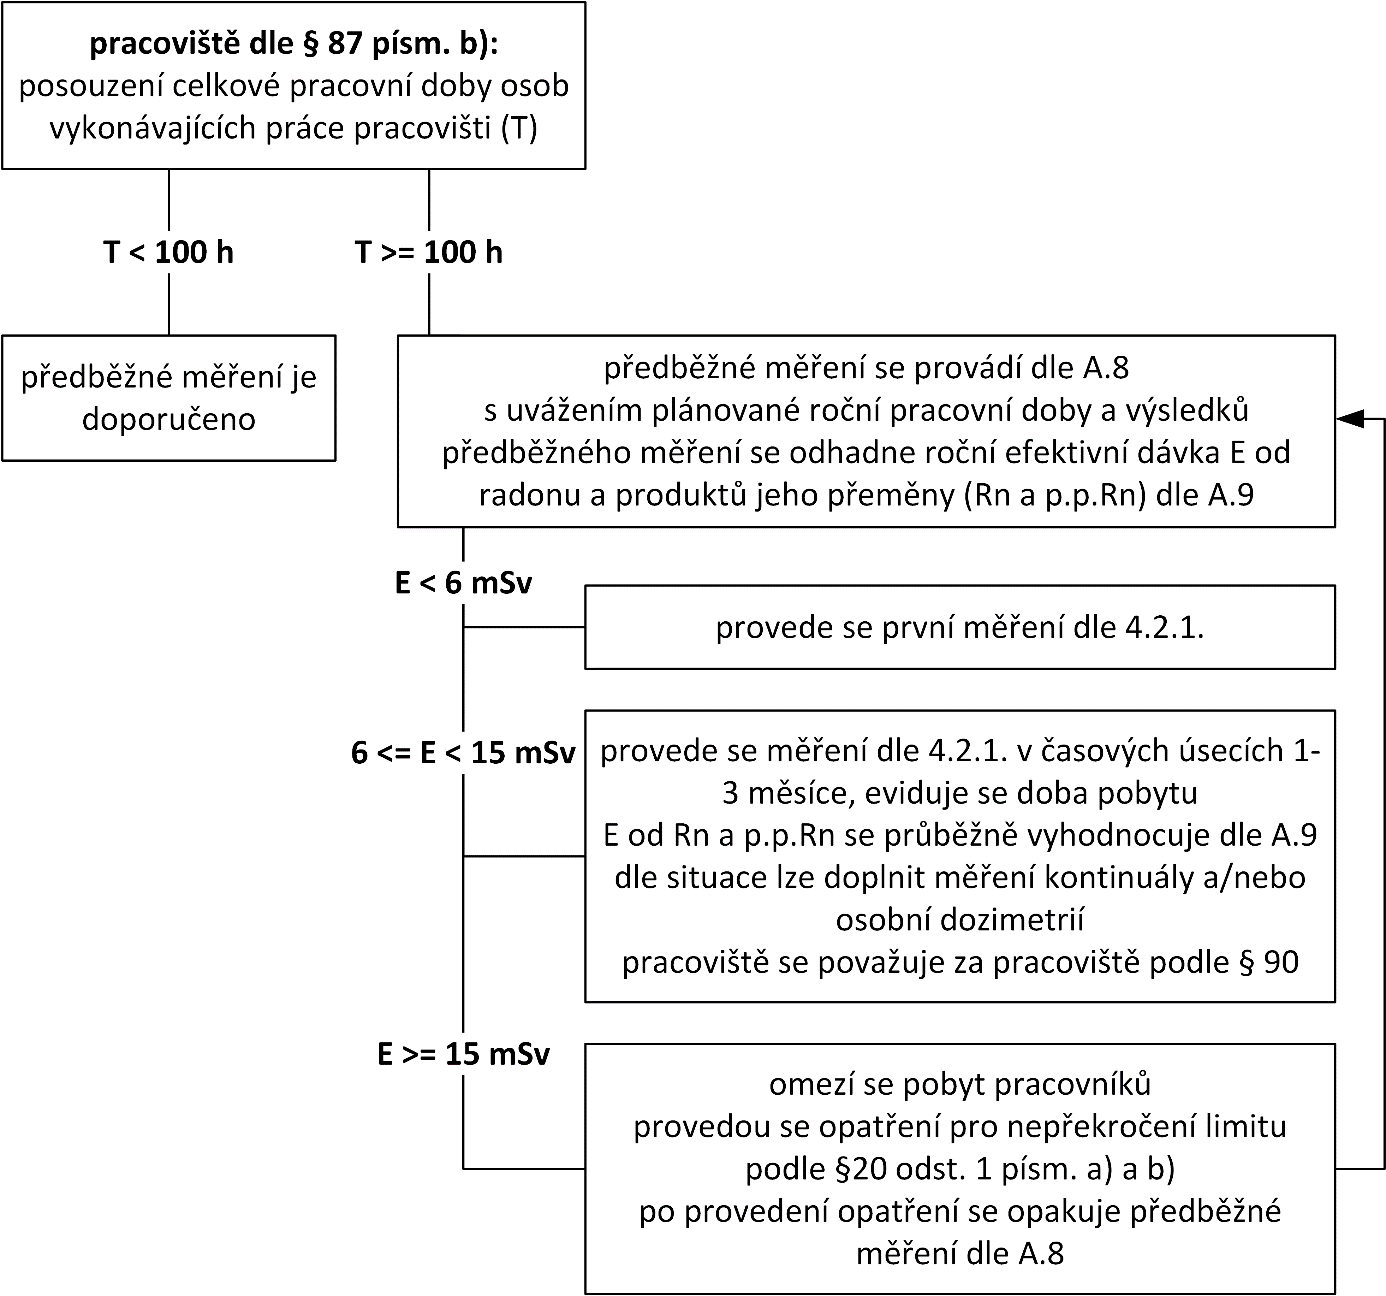 pracoviště dle § 87 písm. b):
posouzení celkové pracovní doby osob
vykonávajících práce pracovišti (T)
T < 100 h
T >= 100 h
předběžné měření je
doporučeno
předběžné měření se provádí dle A.8
s uvážením plánované roční pracovní doby a výsledků
předběžného měření se odhadne roční efektivní dávka E od
radonu a produktů jeho přeměny (Rn a p.p.Rn) dle A.9
E < 6 mSv
provede se první měření dle 4.2.1.
6 <= E < 15 mSv
provede se měření dle 4.2.1. v časových úsecích 1-
3 měsíce, eviduje se doba pobytu
E od Rn a p.p.Rn se průběžně vyhodnocuje dle A.9
dle situace lze doplnit měření kontinuály a/nebo
osobní dozimetrií
pracoviště se považuje za pracoviště podle § 90
E >= 15 mSv
omezí se pobyt pracovníků
provedou se opatření pro nepřekročení limitu
podle §20 odst. 1 písm. a) a b)
po provedení opatření se opakuje předběžné
měření dle A.8